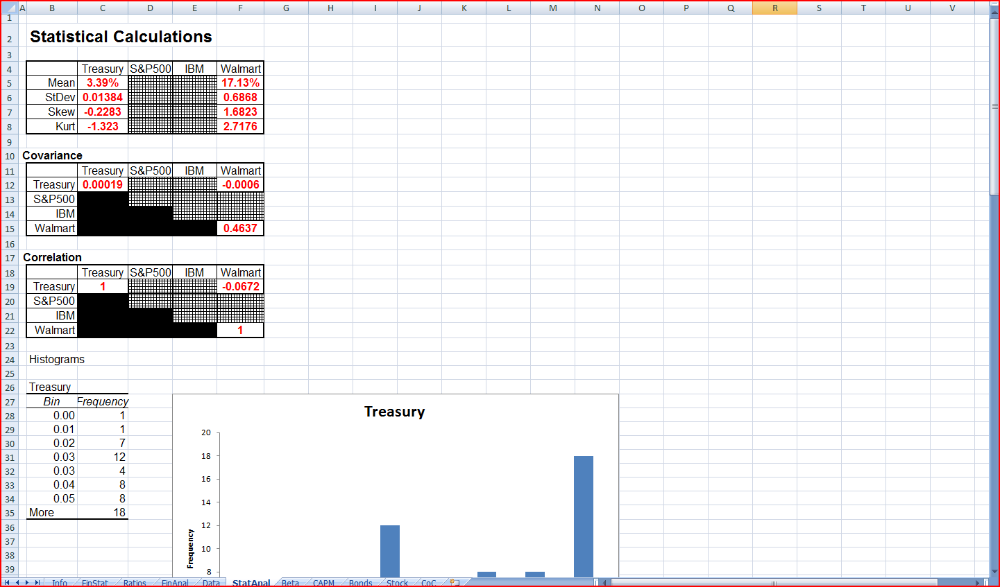 A B C D E F G H I J K L M N O P Q R S T U V
1
2 Statistical Calculations
3
4 Treasury S&P500 IBM Walmart
5 Mean 3.39% 17.13%
6 StDev 0.01384 0.6868
7 Skew -0.2283 1.6823
8 Kurt -1.323 2.7176
9
10 Covariance
11 Treasury S&P500 IBM Walmart
12 Treasury 0.00019 -0.0006
13 S&P500
14 IBM
15 Walmart 0.4637
16
17 Correlation
18 Treasury S&P500 IBM Walmart
19 Treasury 1 -0.0672
20 S&P500
21 IBM
22 Walmart 1
23
24 Histograms
25
26 Treasury
27 Bin Frequency
28 0.00 1
29 0.01 1
30 0.02 7
31 0.03 12
32 0.03 4
33 0.04 8
34 0.05 8
35 More 18
36
37
38
39
Treasury
20
18
16
14
12
10
8
Frequency
Info FinStat Ratios FinAnal Data StatAnal Beta CAPM Bonds Stock CoC